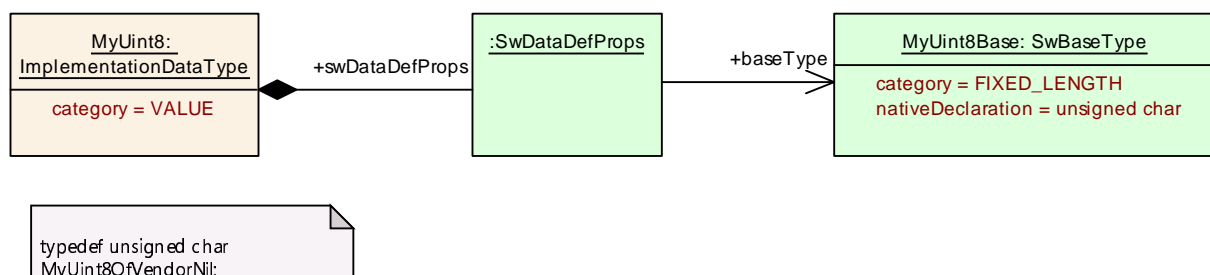 MyUint8:
ImplementationDataType
category = VALUE
+swDataDefProps
:SwDataDefProps
+baseType
MyUint8Base: SwBaseType
category = FIXED_LENGTH
nativeDeclaration = unsigned char
typedef unsigned char
MyUint8OfVendorNil;